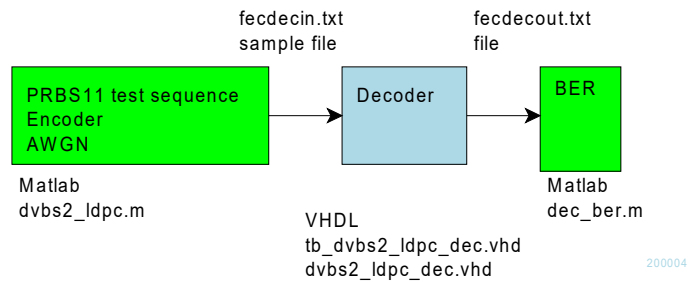 fecdecin.txt
sample file
fecdecout.txt
file
PRBS11 test sequence
Encoder
AWGN
Decoder
BER
Matlab
dvbs2_ldpc.m
VHDL
tb_dvbs2_ldpc_dec.vhd
dvbs2_ldpc_dec.vhd
Matlab
dec_ber.m
200004